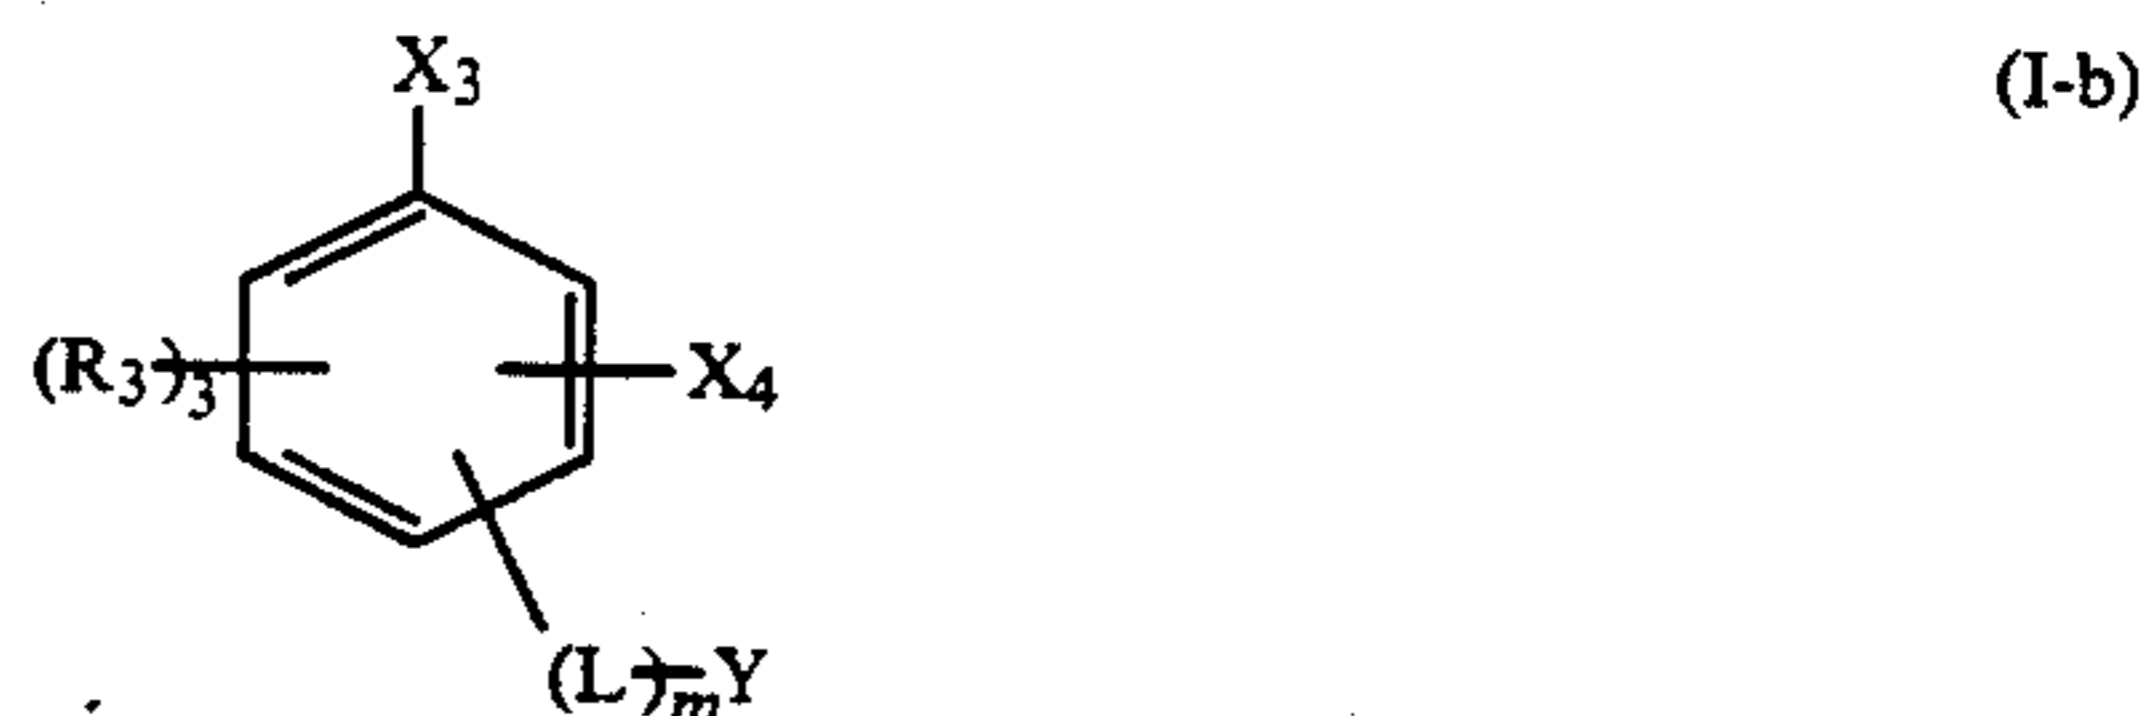 X₃
(I-b)
(R₃)₃
X₄
(L)ₘY